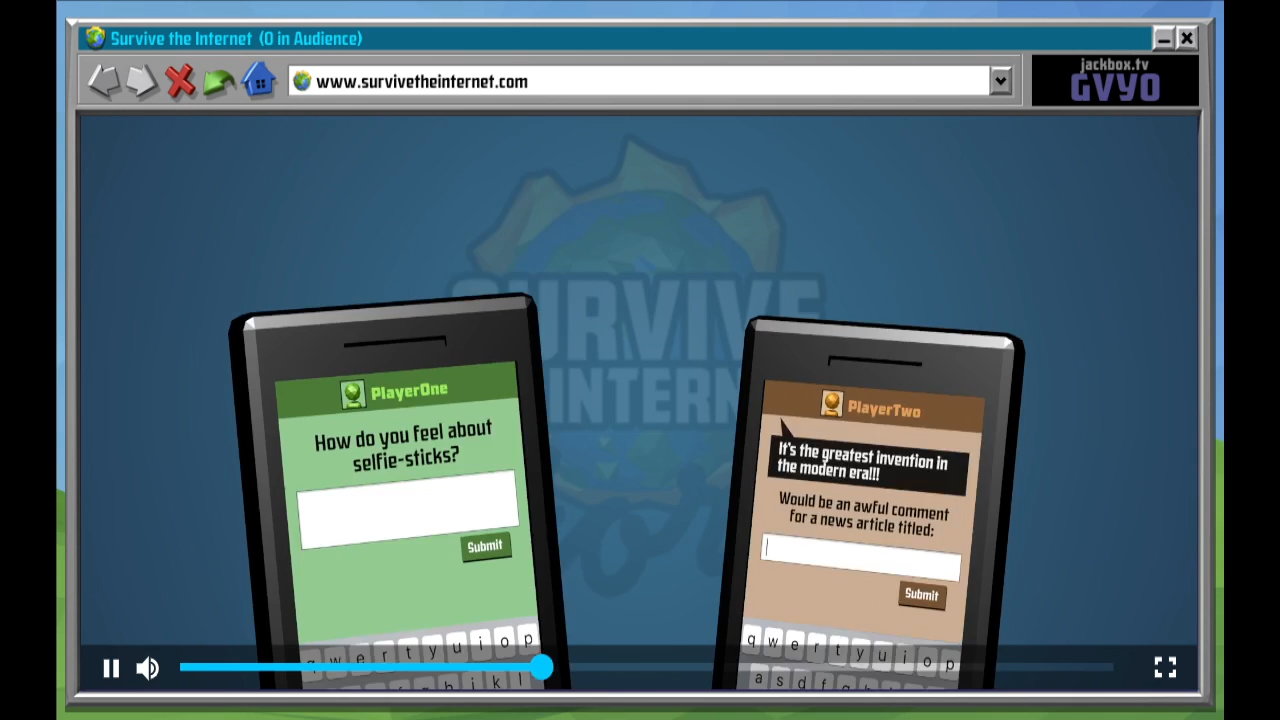 Survive the Internet (0 in Audience)
www.survivetheinternet.com
jackbox.tv
GVYO
SURVIVE
INTERN
PlayerOne
How do you feel about
selfie-sticks?
Submit
q w e r t y u i o p
g h j k l
PlayerTwo
It's the greatest invention in
the modern era!!!
Would be an awful comment
for a news article titled:
Submit
q w e r t y u i o p
a s d f g h j k l